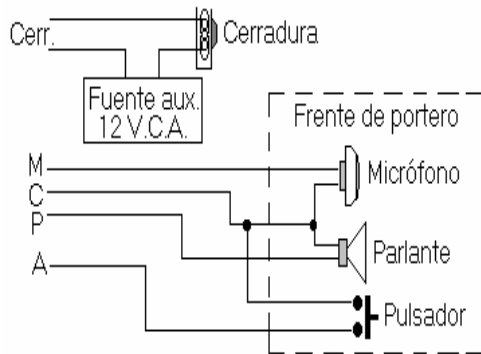 Cerr.
Cerradura
Fuente aux.
12 V.C.A.
Frente de portero
M
Micrófono
C
P
Parlante
A
Pulsador